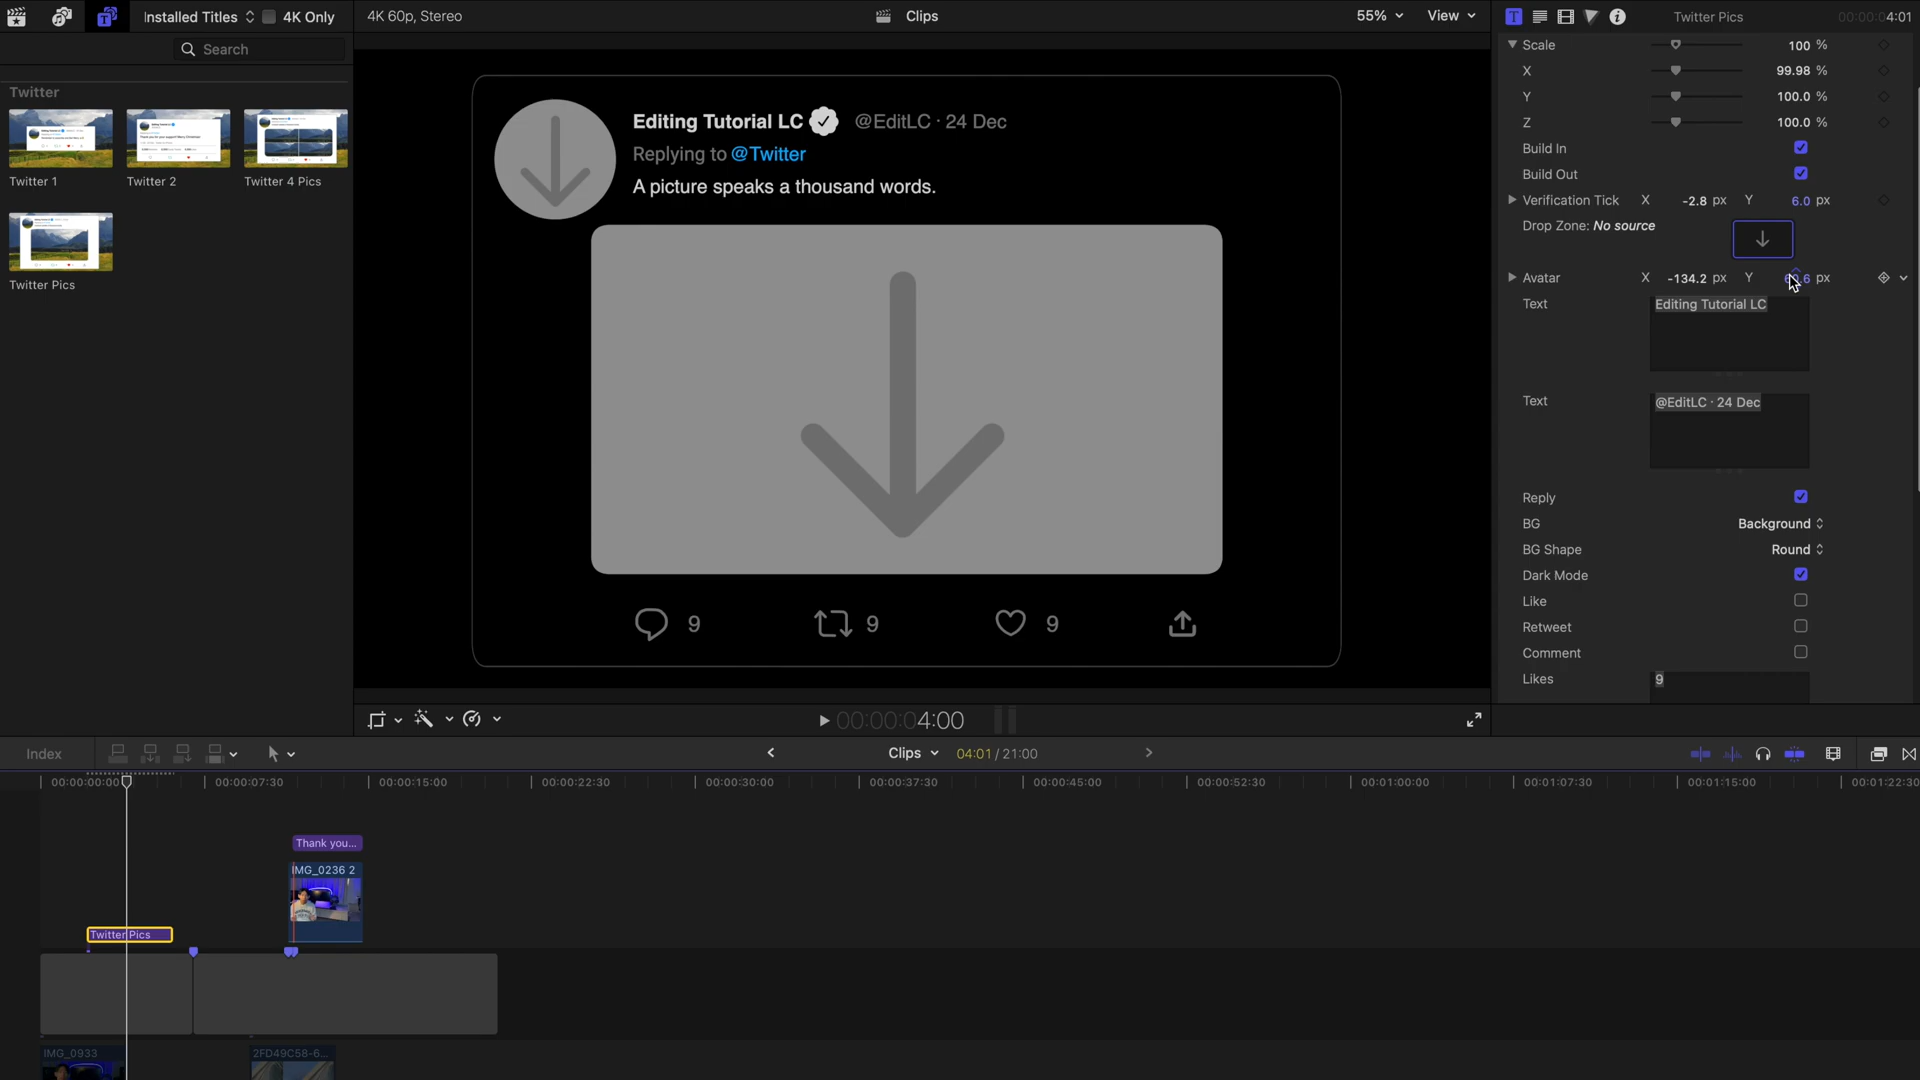 Installed Titles
4K Only
4K 60p, Stereo
Clips
55%
View
Twitter Pics
00:00:04:01
Search
Twitter
Twitter 1
Twitter 2
Twitter 4 Pics
Twitter Pics
Editing Tutorial LC @EditLC · 24 Dec
Replying to @Twitter
A picture speaks a thousand words.
9
9
9
Scale 100 %
X 99.98 %
Y 100.0 %
Z 100.0 %
Build In
Build Out
Verification Tick X -2.8 px Y 6.0 px
Drop Zone: No source
Avatar X -134.2 px Y px
Text Editing Tutorial LC
Text @EditLC · 24 Dec
Reply
BG Background
BG Shape Round
Dark Mode
Like
Retweet
Comment
Likes 9
00:00:04:00
Index
Clips
04:01 / 21:00
00:00:00:00
00:00:07:30
00:00:15:00
00:00:22:30
00:00:30:00
00:00:37:30
00:00:45:00
00:00:52:30
00:01:00:00
00:01:07:30
00:01:15:00
00:01:22:30
Thank you...
IMG_0236 2
Twitter Pics
IMG_0933
2FD49C58-6...